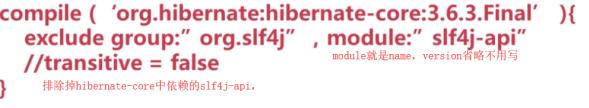 compile (‘org.hibernate:hibernate-core:3.6.3.Final’ ){
exclude group:”org.slf4j” , module:”slf4j-api”
//transitive = false
module就是name，version省略不用写
}
排除掉hibernate-core中依赖的slf4j-api，